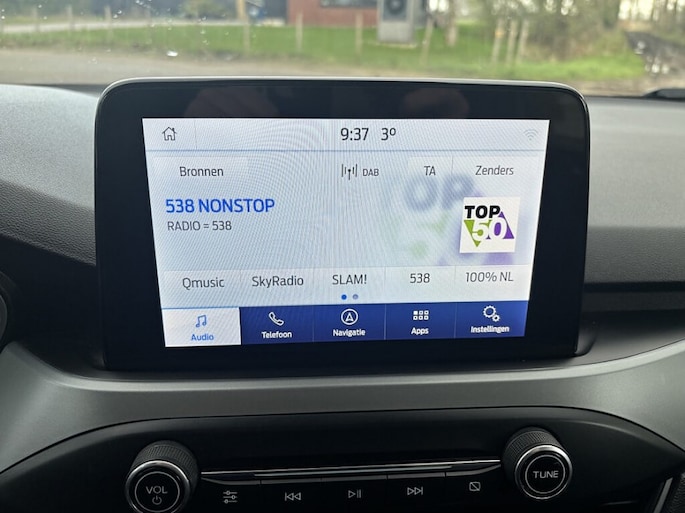 9:37 3°
Bronnen DAB TA Zenders
538 NONSTOP
RADIO = 538
TOP
50
Qmusic SkyRadio SLAM! 538 100% NL
Audio Telefoon Navigatie Apps Instellingen
VOL TUNE